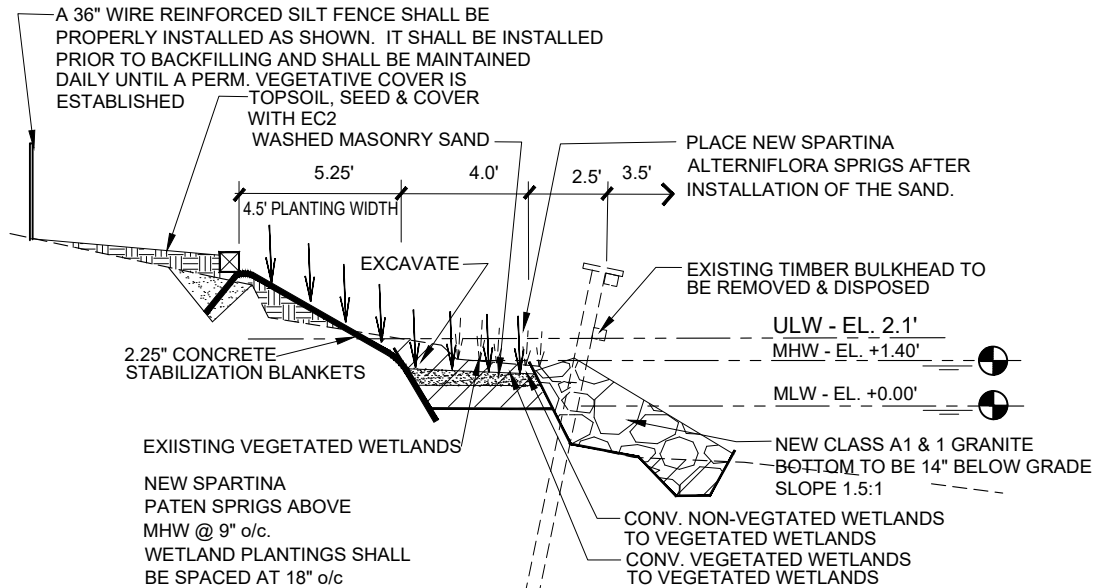 A 36" WIRE REINFORCED SILT FENCE SHALL BE
PROPERLY INSTALLED AS SHOWN. IT SHALL BE INSTALLED
PRIOR TO BACKFILLING AND SHALL BE MAINTAINED
DAILY UNTIL A PERM. VEGETATIVE COVER IS
ESTABLISHED
TOPSOIL, SEED & COVER
WITH EC2
WASHED MASONRY SAND
PLACE NEW SPARTINA
ALTERNIFLORA SPRIGS AFTER
INSTALLATION OF THE SAND.
5.25'
4.0'
2.5'
3.5'
4.5' PLANTING WIDTH
EXCAVATE
EXISTING TIMBER BULKHEAD TO
BE REMOVED & DISPOSED
ULW - EL. 2.1'
MHW - EL. +1.40'
MLW - EL. +0.00'
2.25" CONCRETE
STABILIZATION BLANKETS
EXIISTING VEGETATED WETLANDS
NEW SPARTINA
PATEN SPRIGS ABOVE
MHW @ 9" o/c.
WETLAND PLANTINGS SHALL
BE SPACED AT 18" o/c
NEW CLASS A1 & 1 GRANITE
BOTTOM TO BE 14" BELOW GRADE
SLOPE 1.5:1
CONV. NON-VEGTATED WETLANDS
TO VEGETATED WETLANDS
CONV. VEGETATED WETLANDS
TO VEGETATED WETLANDS